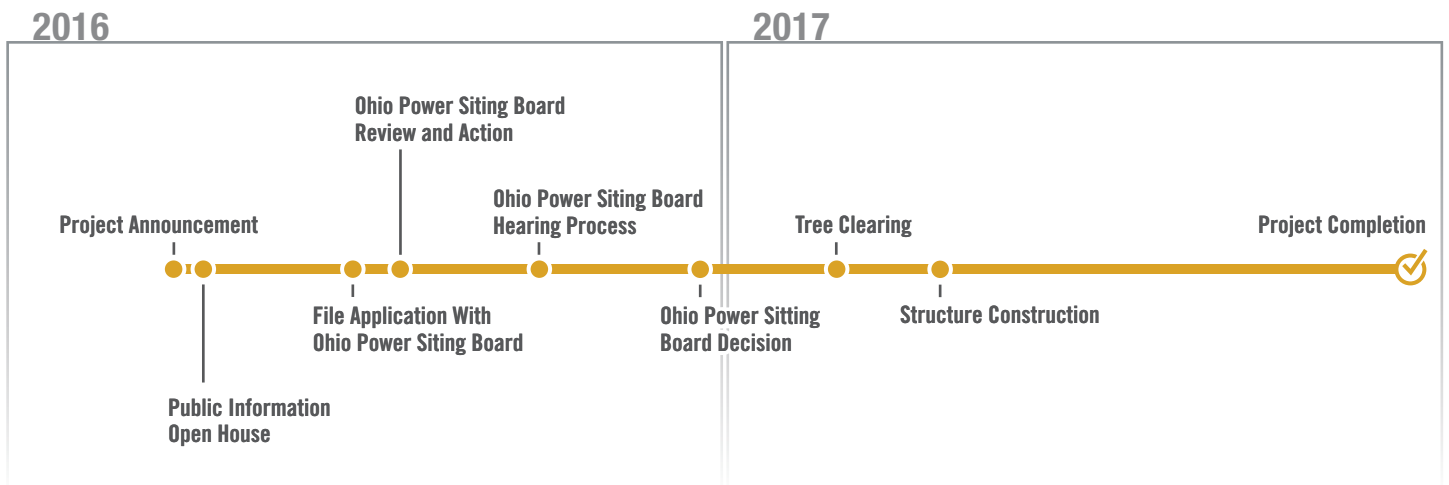 2016
2017
Ohio Power Siting Board
Review and Action
Ohio Power Siting Board
Hearing Process
Project Announcement
Tree Clearing
Project Completion
File Application With
Ohio Power Siting Board
Ohio Power Sitting
Board Decision
Structure Construction
Public Information
Open House